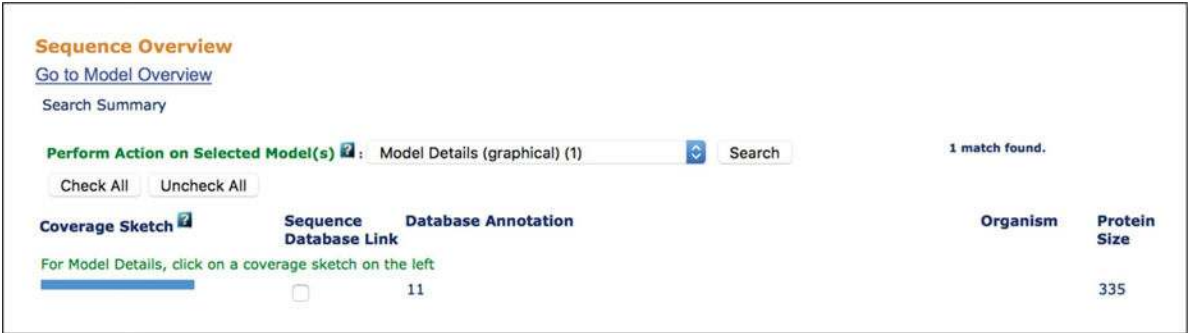 Sequence Overview
Go to Model Overview
Search Summary
Perform Action on Selected Model(s) ? : Model Details (graphical) (1) Search 1 match found.
Check All Uncheck All
Coverage Sketch ? Sequence Database Annotation Organism Protein
Database Link Size
For Model Details, click on a coverage sketch on the left
11 335